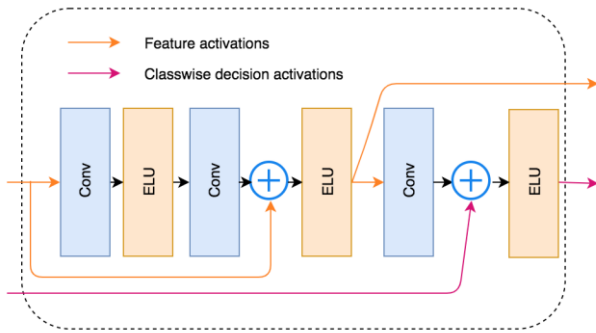 Feature activations
Classwise decision activations
Conv
ELU
Conv
ELU
Conv
ELU